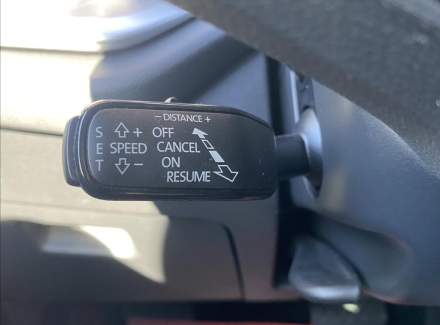 - DISTANCE +
S E T
+ SPEED -
OFF
CANCEL
ON
RESUME